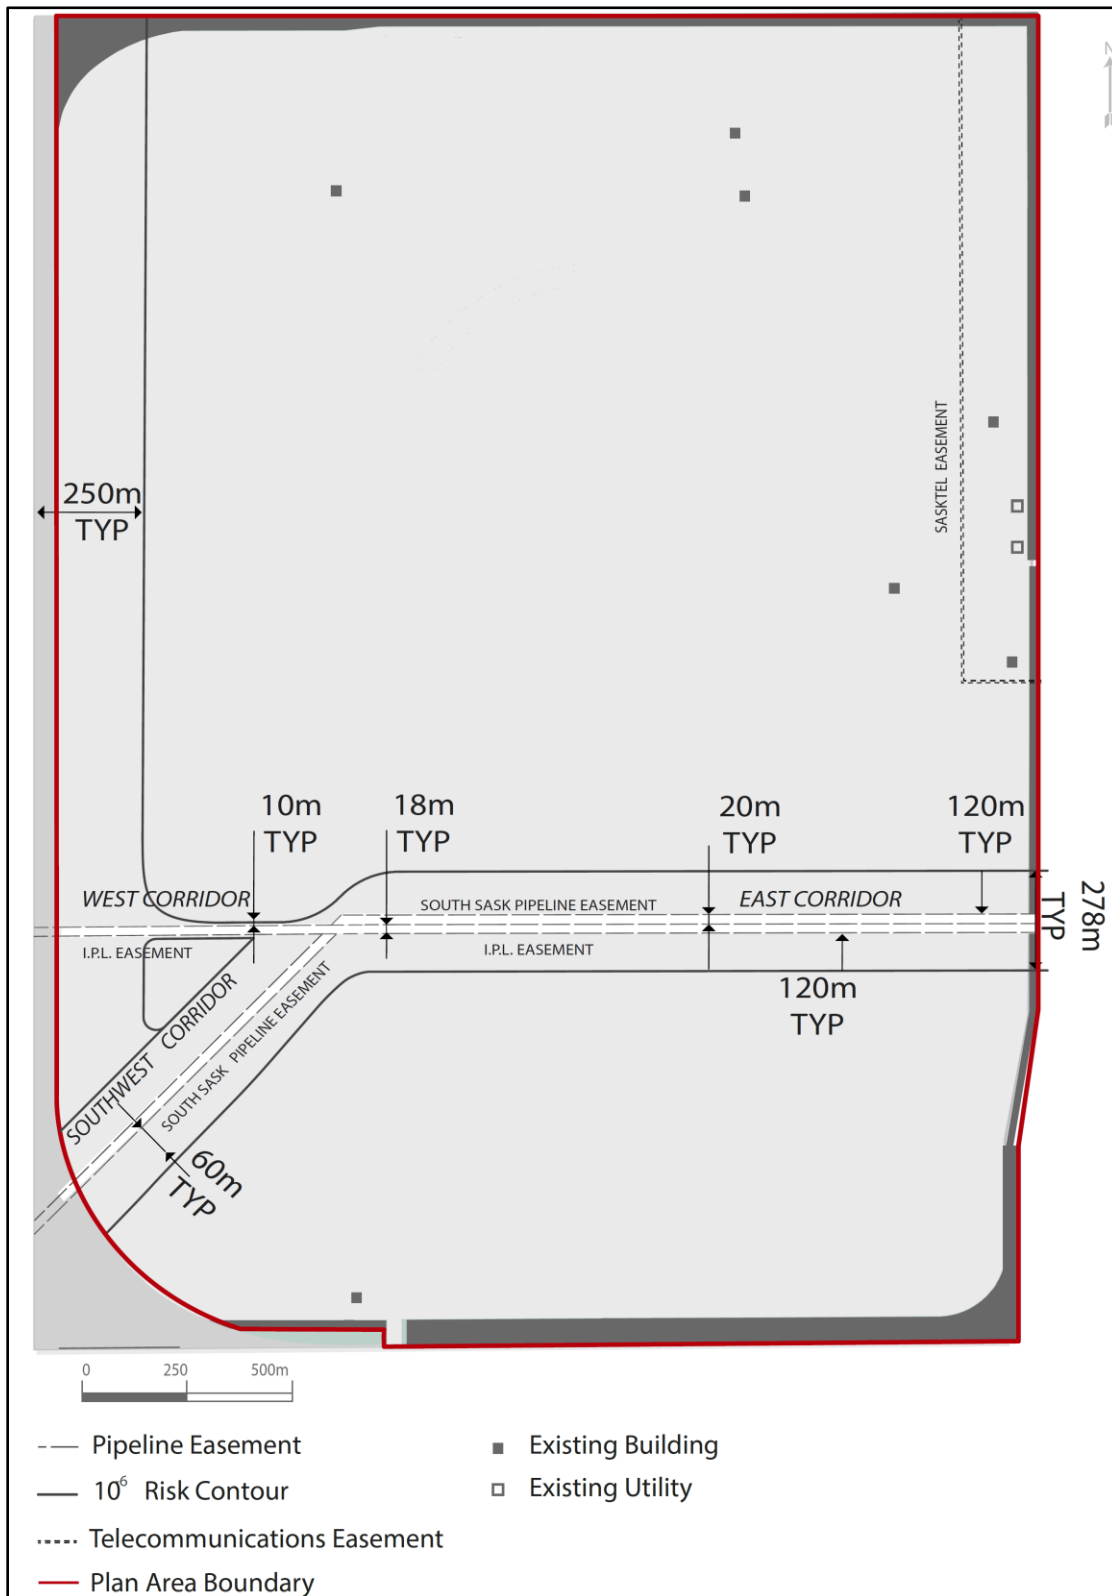 N
SASKTEL EASEMENT
250m
TYP
10m
TYP
18m
TYP
20m
TYP
120m
TYP
278m
TYP
WEST CORRIDOR
SOUTH SASK PIPELINE EASEMENT
EAST CORRIDOR
I.P.L. EASEMENT
I.P.L. EASEMENT
120m
TYP
SOUTHWEST CORRIDOR
SOUTH SASK PIPELINE EASEMENT
60m
TYP
0 250 500m
Pipeline Easement
Existing Building
10⁶ Risk Contour
Existing Utility
Telecommunications Easement
Plan Area Boundary